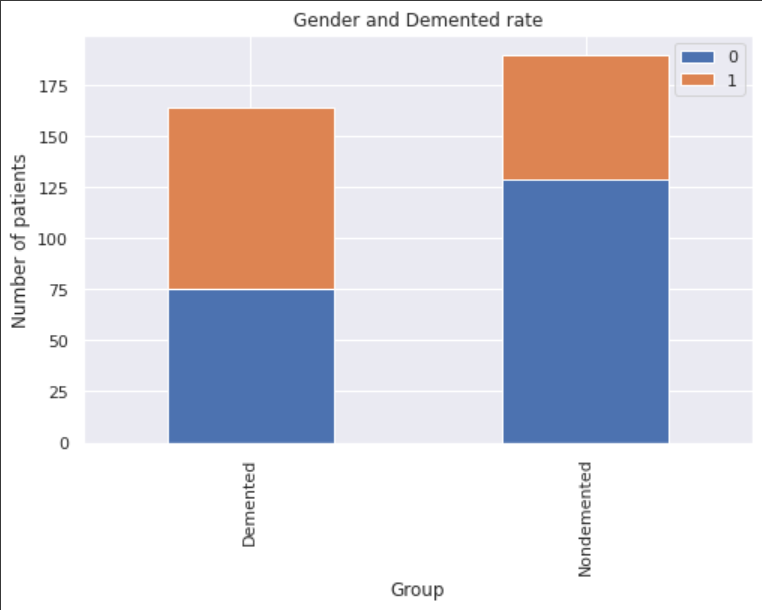 Gender and Demented rate
0
1
Number of patients
175
150
125
100
75
50
25
0
Demented
Nondemented
Group